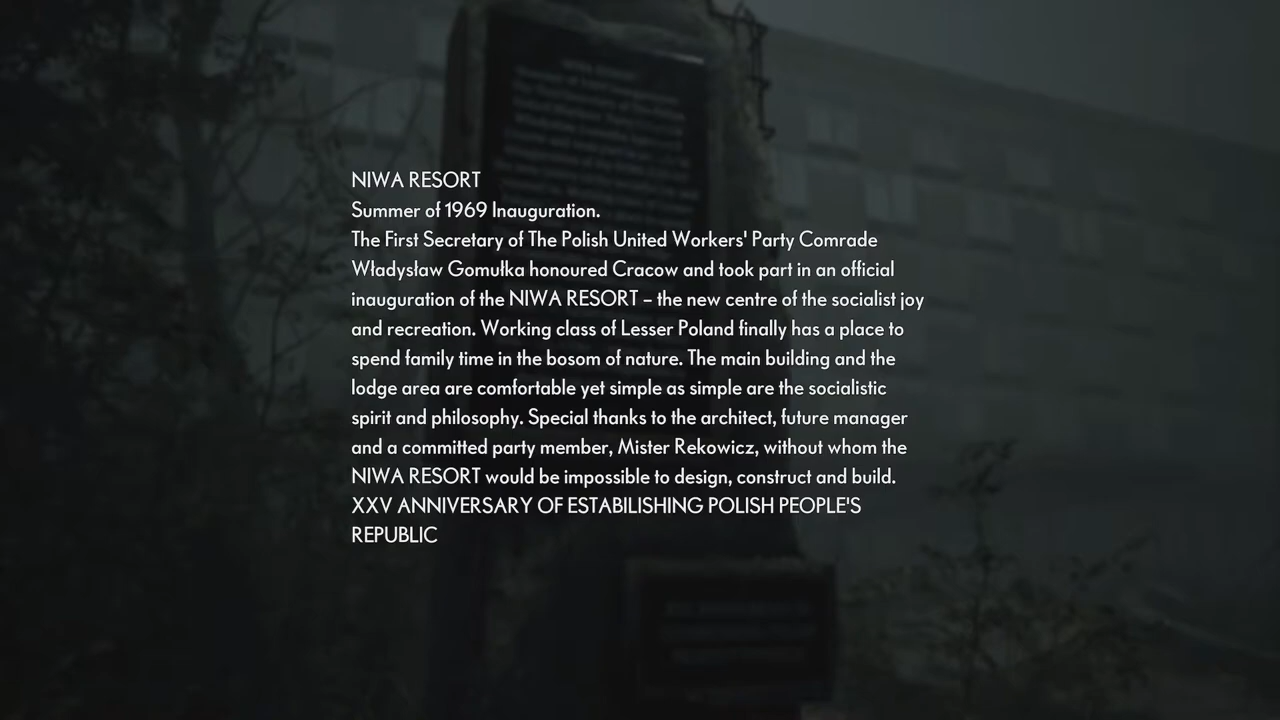 NIWA RESORT
Summer of 1969 Inauguration.
The First Secretary of The Polish United Workers' Party Comrade
Władysław Gomułka honoured Cracow and took part in an official
inauguration of the NIWA RESORT – the new centre of the socialist joy
and recreation. Working class of Lesser Poland finally has a place to
spend family time in the bosom of nature. The main building and the
lodge area are comfortable yet simple as simple are the socialistic
spirit and philosophy. Special thanks to the architect, future manager
and a committed party member, Mister Rekowicz, without whom the
NIWA RESORT would be impossible to design, construct and build.
XXV ANNIVERSARY OF ESTABILISHING POLISH PEOPLE'S
REPUBLIC